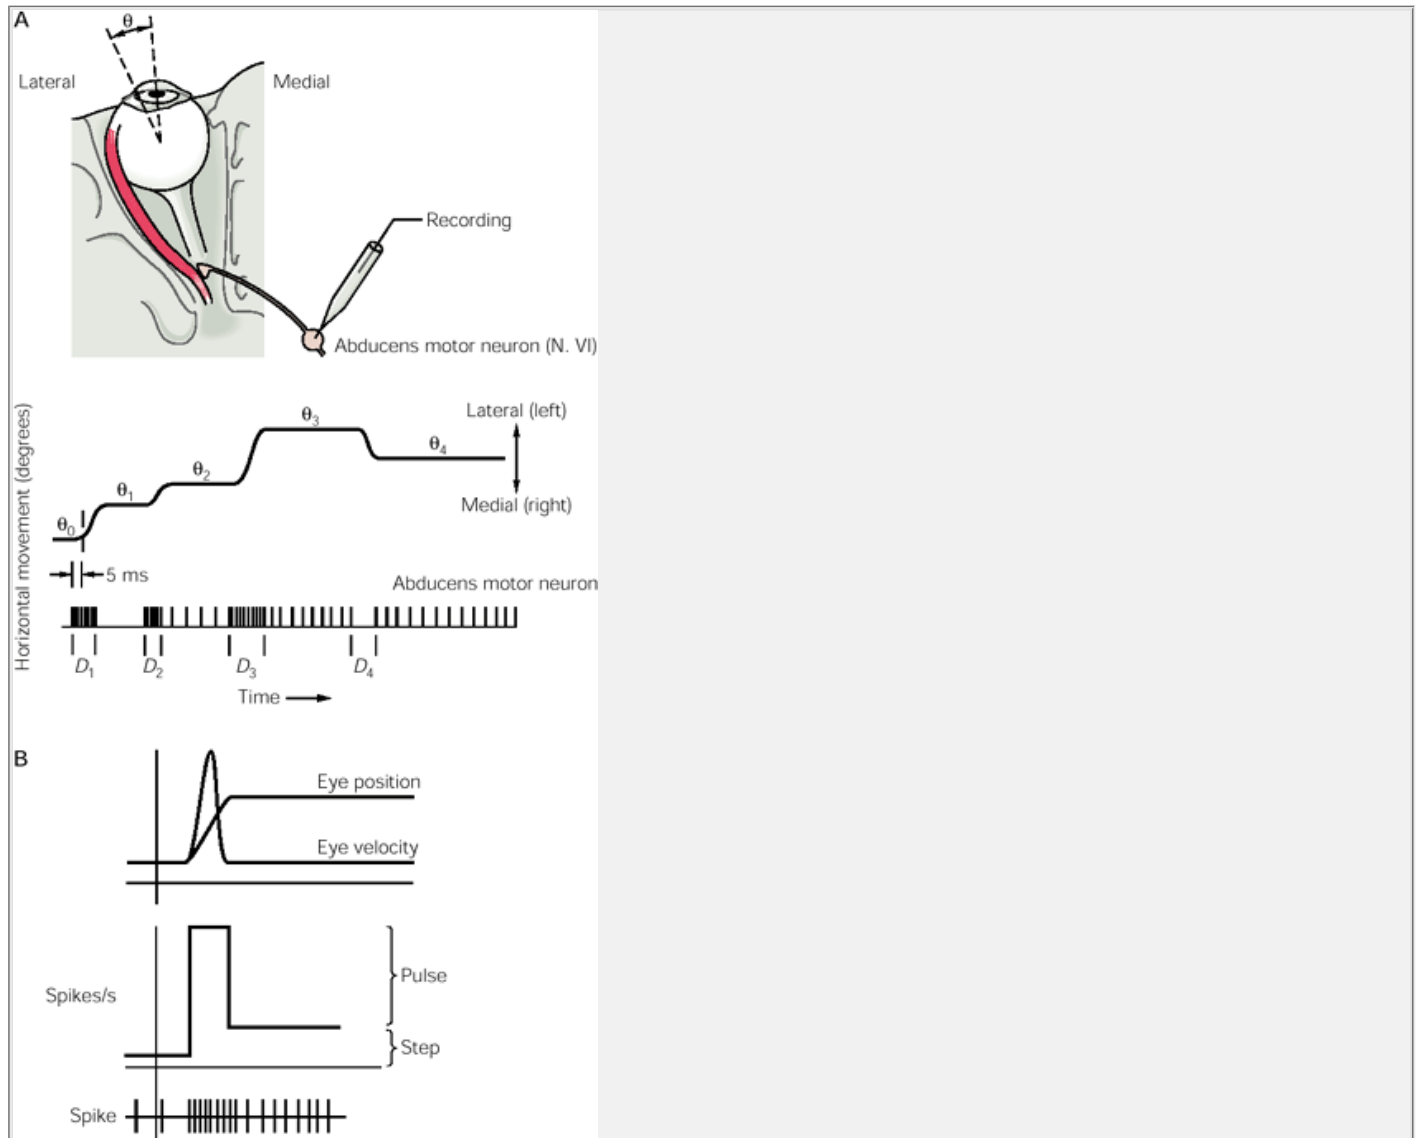 A
θ
Lateral
Medial
Recording
Abducens motor neuron (N. VI)
Horizontal movement (degrees)
θ0
θ1
θ2
θ3
θ4
Lateral (left)
Medial (right)
5 ms
Abducens motor neuron
D1
D2
D3
D4
Time
B
Eye position
Eye velocity
Spikes/s
Pulse
Step
Spike